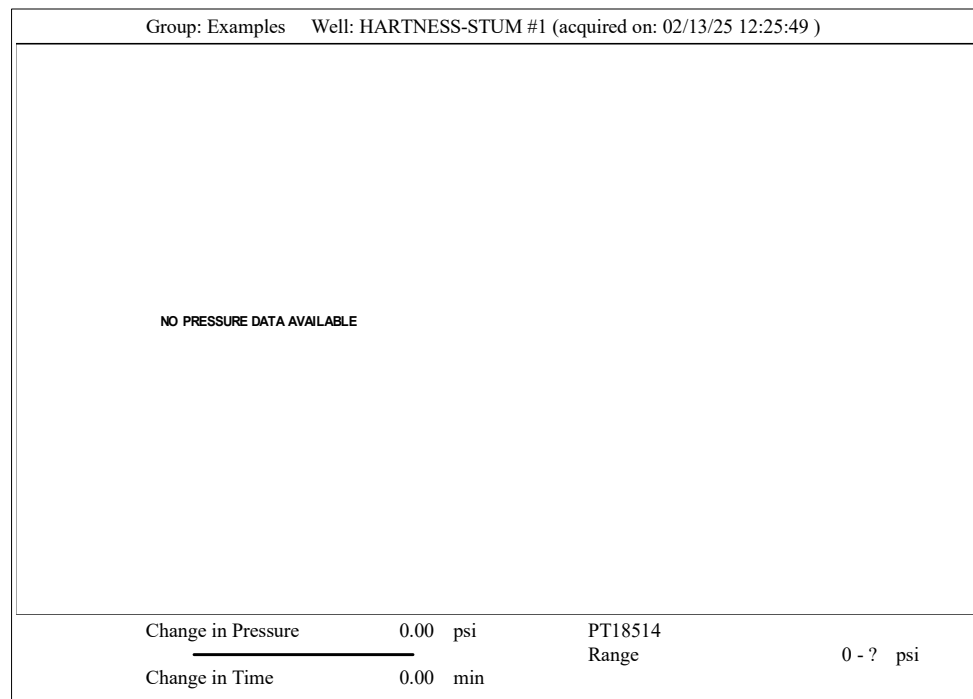 Group: Examples Well: HARTNESS-STUM #1 (acquired on: 02/13/25 12:25:49 )
NO PRESSURE DATA AVAILABLE
Change in Pressure 0.00 psi PT18514
Range 0 - ? psi
Change in Time 0.00 min